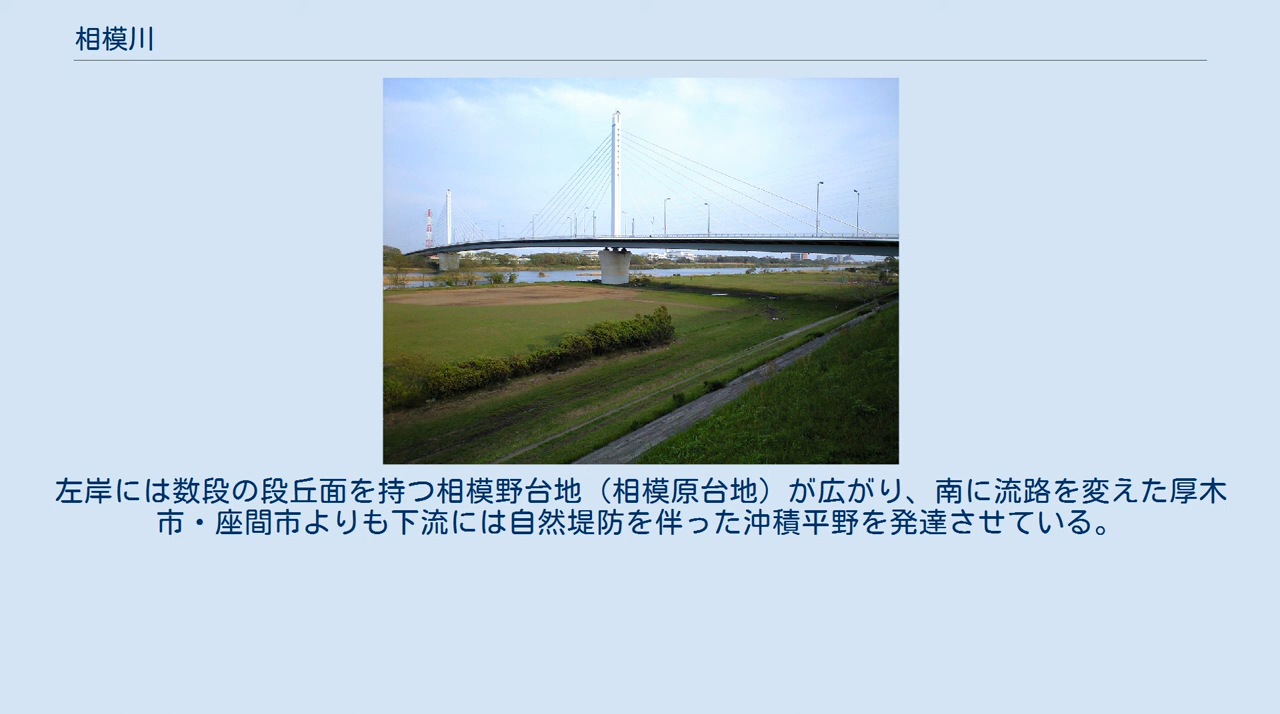 相模川
左岸には数段の段丘面を持つ相模野台地（相模原台地）が広がり、南に流路を変えた厚木
市・座間市よりも下流には自然堤防を伴った沖積平野を発達させている。